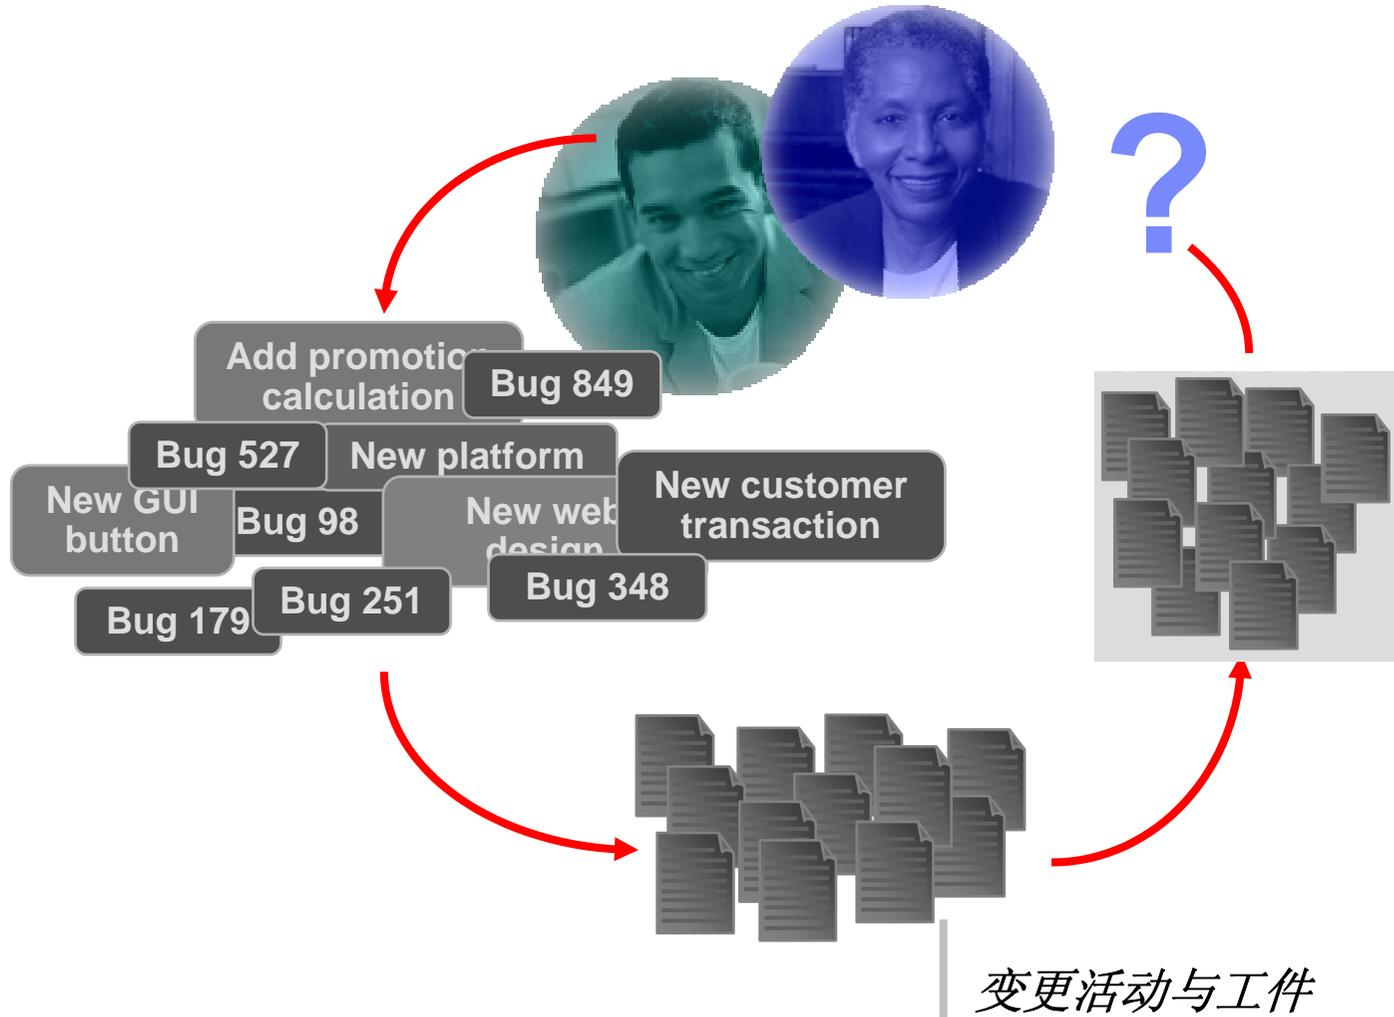 ?
Add promotion
calculation
Bug 849
Bug 527
New platform
New GUI
button
Bug 98
New web
design
New customer
transaction
Bug 348
Bug 251
Bug 179
变更活动与工件